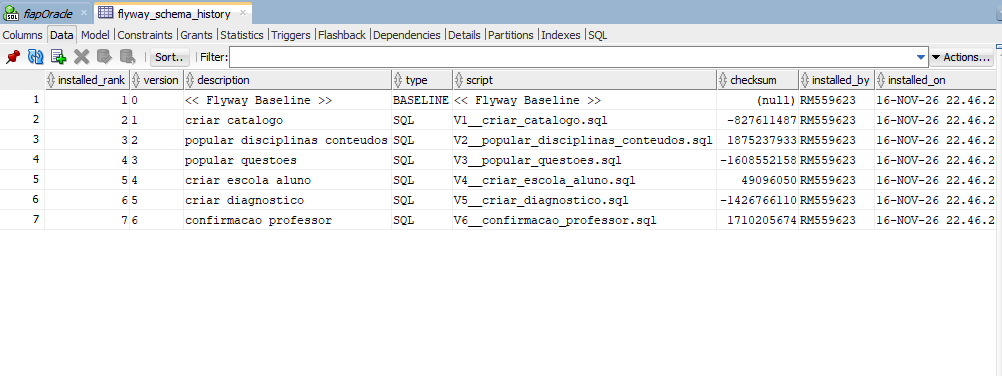 fiapOracle flyway_schema_history
Columns Data Model Constraints Grants Statistics Triggers Flashback Dependencies Details Partitions Indexes SQL
Sort.. Filter: Actions...
installed_rank version description type script checksum installed_by installed_on
1 1 0 << Flyway Baseline >> BASELINE << Flyway Baseline >> (null) RM559623 16-NOV-26 22.46.2
2 2 1 criar catalogo SQL V1__criar_catalogo.sql -827611487 RM559623 16-NOV-26 22.46.2
3 3 2 popular disciplinas conteudos SQL V2__popular_disciplinas_conteudos.sql 1875237933 RM559623 16-NOV-26 22.46.2
4 4 3 popular questoes SQL V3__popular_questoes.sql -1608552158 RM559623 16-NOV-26 22.46.2
5 5 4 criar escola aluno SQL V4__criar_escola_aluno.sql 49096050 RM559623 16-NOV-26 22.46.2
6 6 5 criar diagnostico SQL V5__criar_diagnostico.sql -1426766110 RM559623 16-NOV-26 22.46.2
7 7 6 confirmacao professor SQL V6__confirmacao_professor.sql 1710205674 RM559623 16-NOV-26 22.46.2